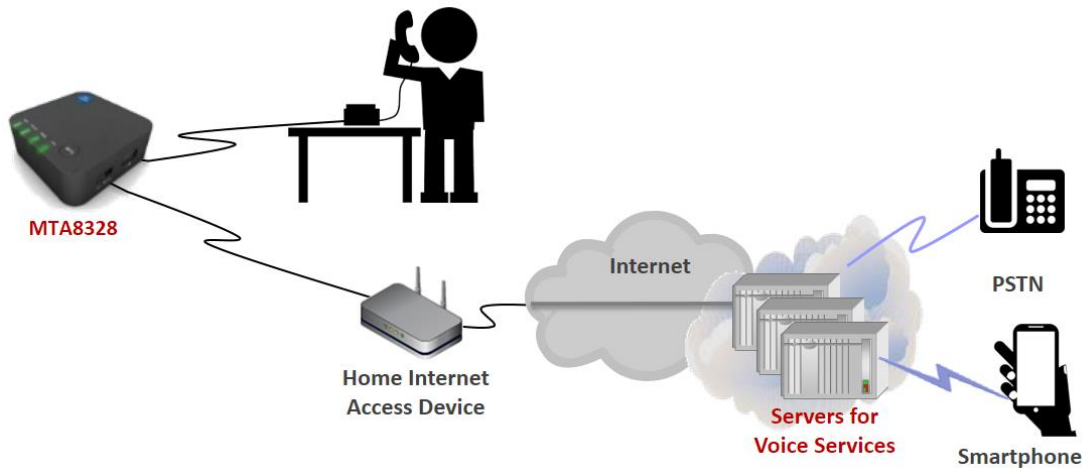 MTA8328
Internet
PSTN
Home Internet
Access Device
Servers for
Voice Services
Smartphone